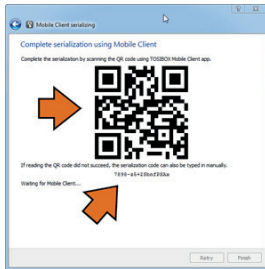 Mobile Client serializing
Complete serialization using Mobile Client
Complete the serialization by scanning the QR code using TOSIBOX Mobile Client app.
If reading the QR code did not succeed, the serialization code can also be typed in manually.
Waiting for Mobile Client...
Retry Finish